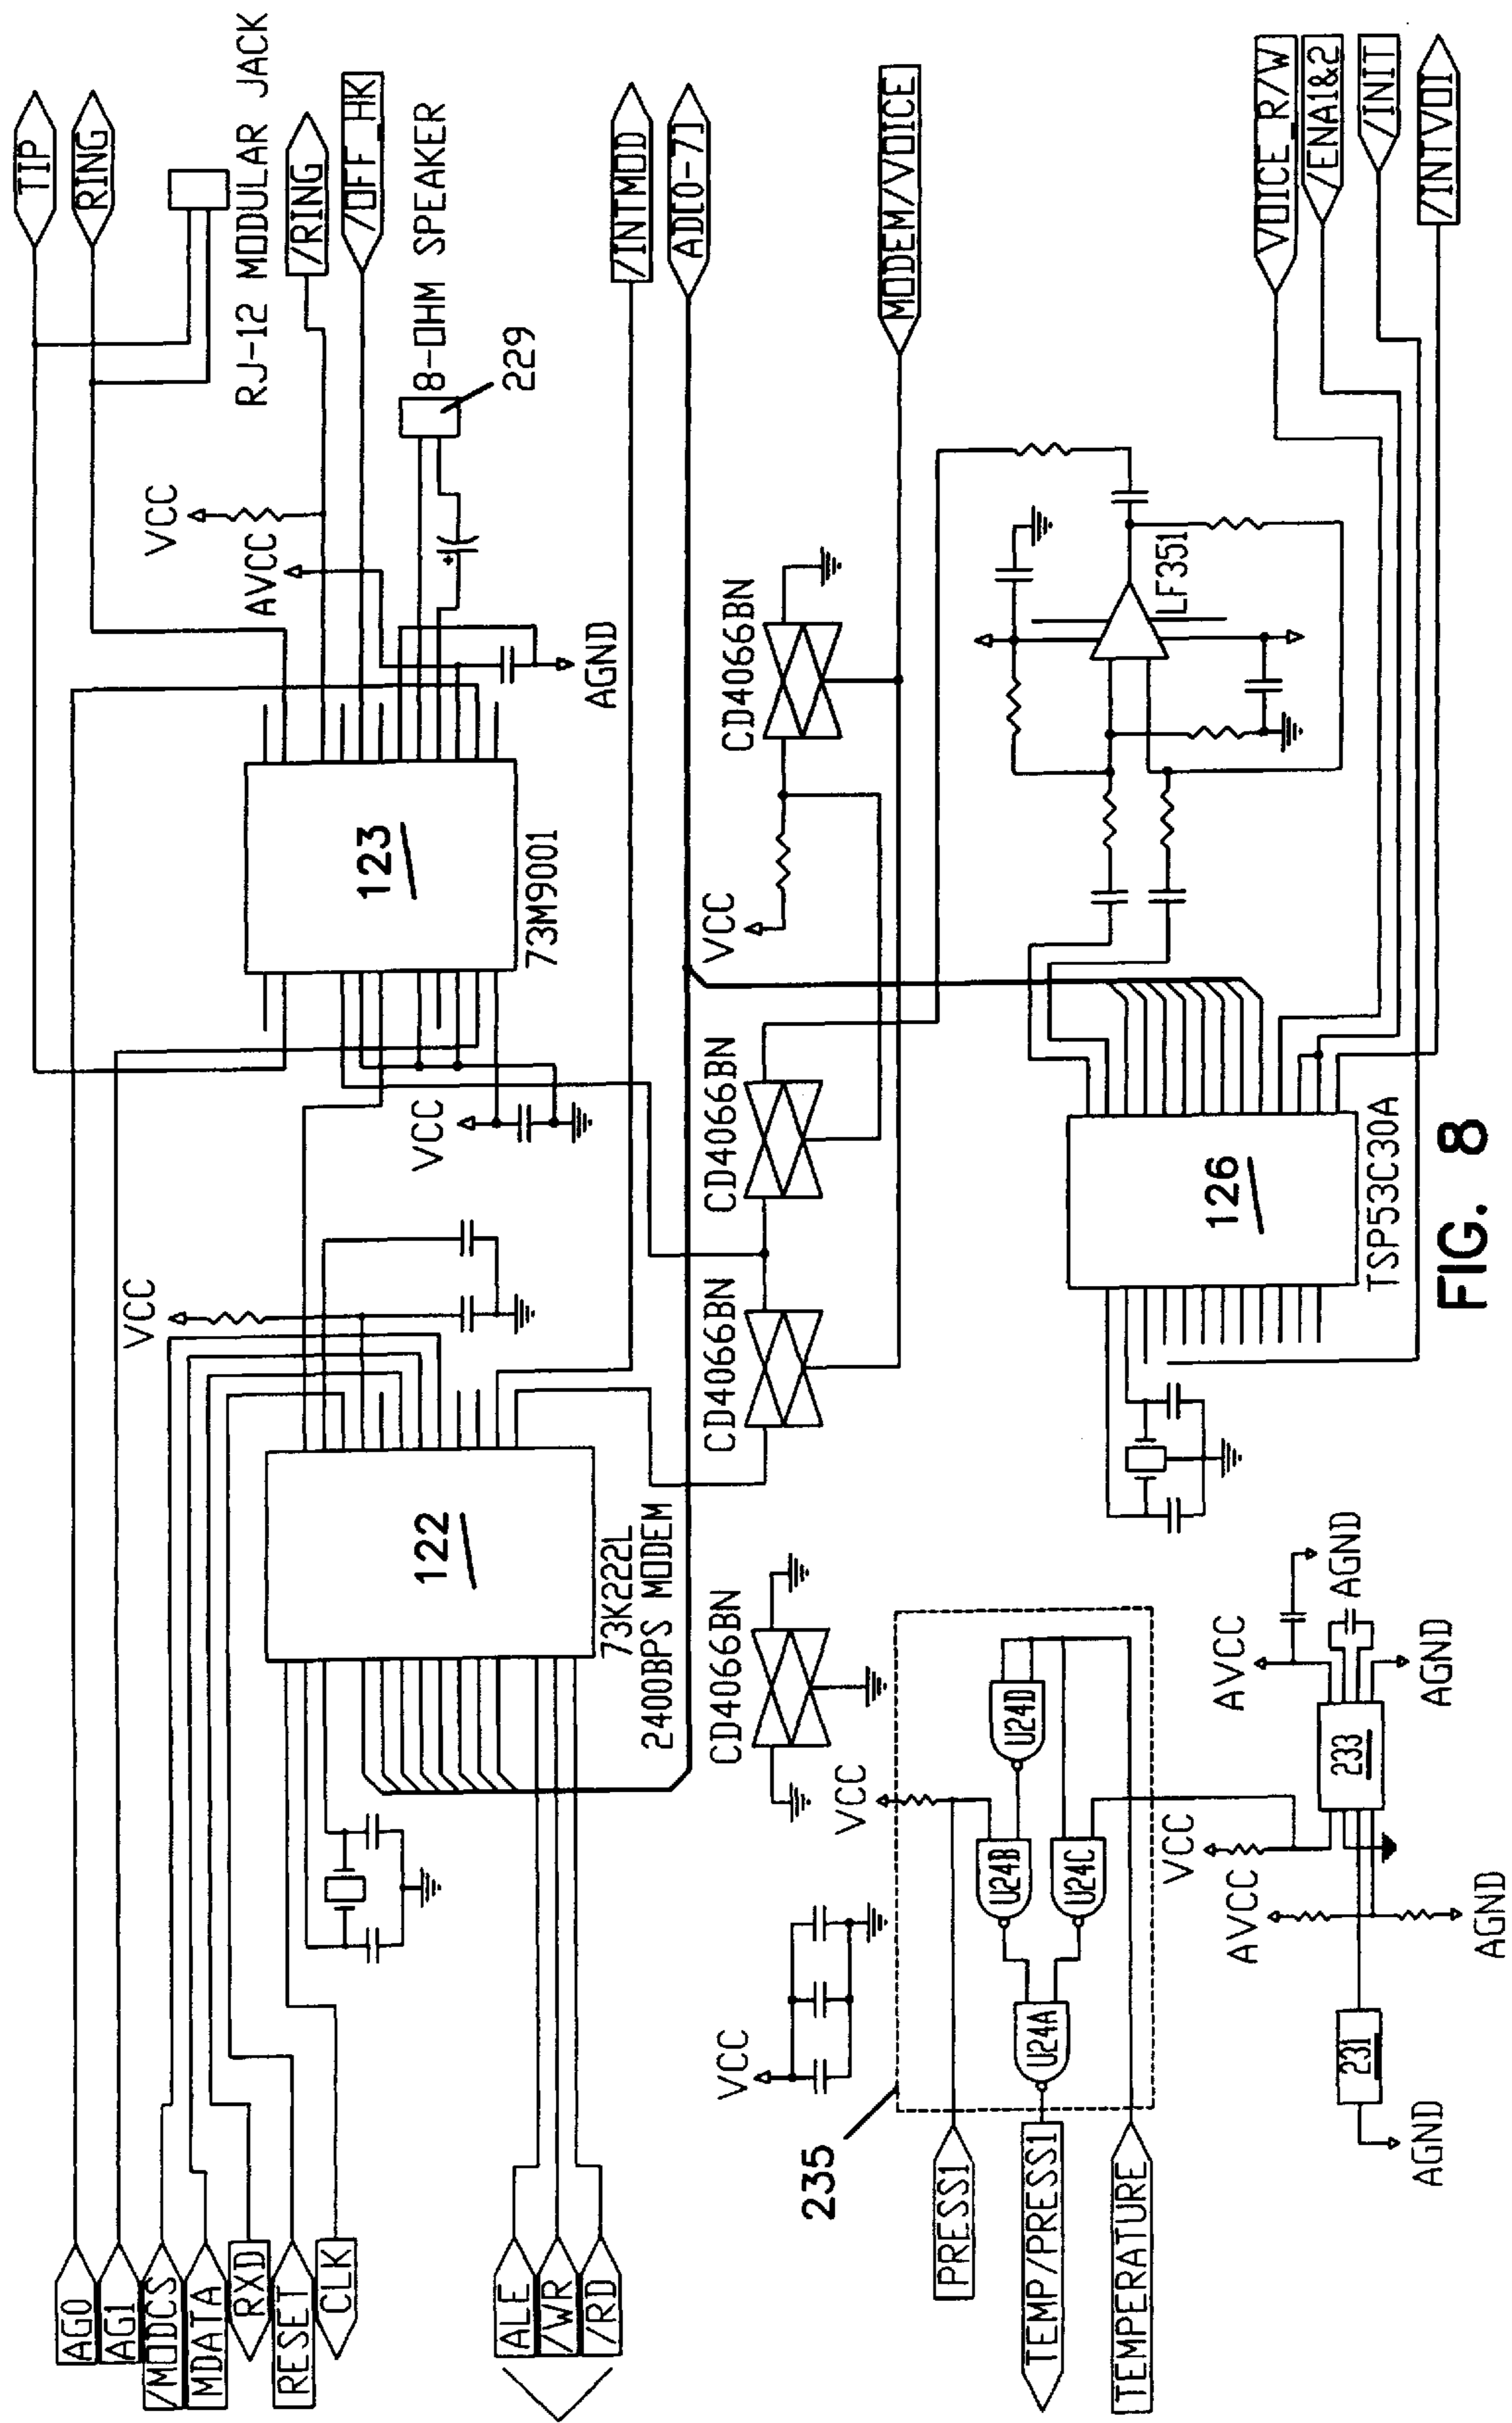 TIP
RING
RJ-12 MODULAR JACK
/RING
/OFF_HK
8-OHM SPEAKER
229
VCC
AVCC
AGND
123
73M9001
VCC
VCC
122
73K222L
2400BPS MODEM
AG0
AG1
/MODCS
MDATA
RXD
RESET
CLK
ALE
/WR
/RD
/INTMOD
AD[0-7]
MODEM/VOICE
CD4066BN
VCC
CD4066BN
CD4066BN
CD4066BN
VOICE_R/W
/ENA1&2
/INIT
/INTVOI
LF351
126
TSP53C30A
VCC
235
VCC
U24D
U24B
U24C
U24A
PRESS1
TEMP/PRESS1
TEMPERATURE
VCC
AVCC
AGND
AGND
233
AVCC
AGND
231
AGND
FIG. 8